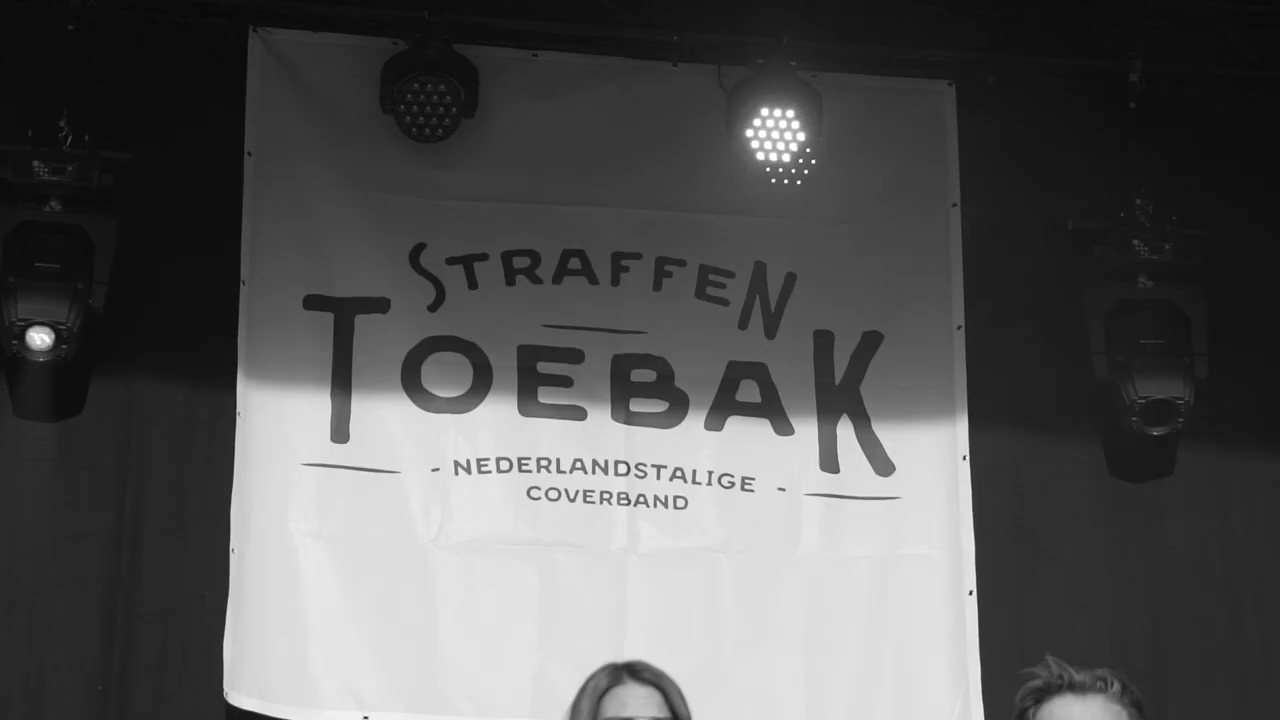 STRAFFEN
TOEBAK
- NEDERLANDSTALIGE -
COVERBAND